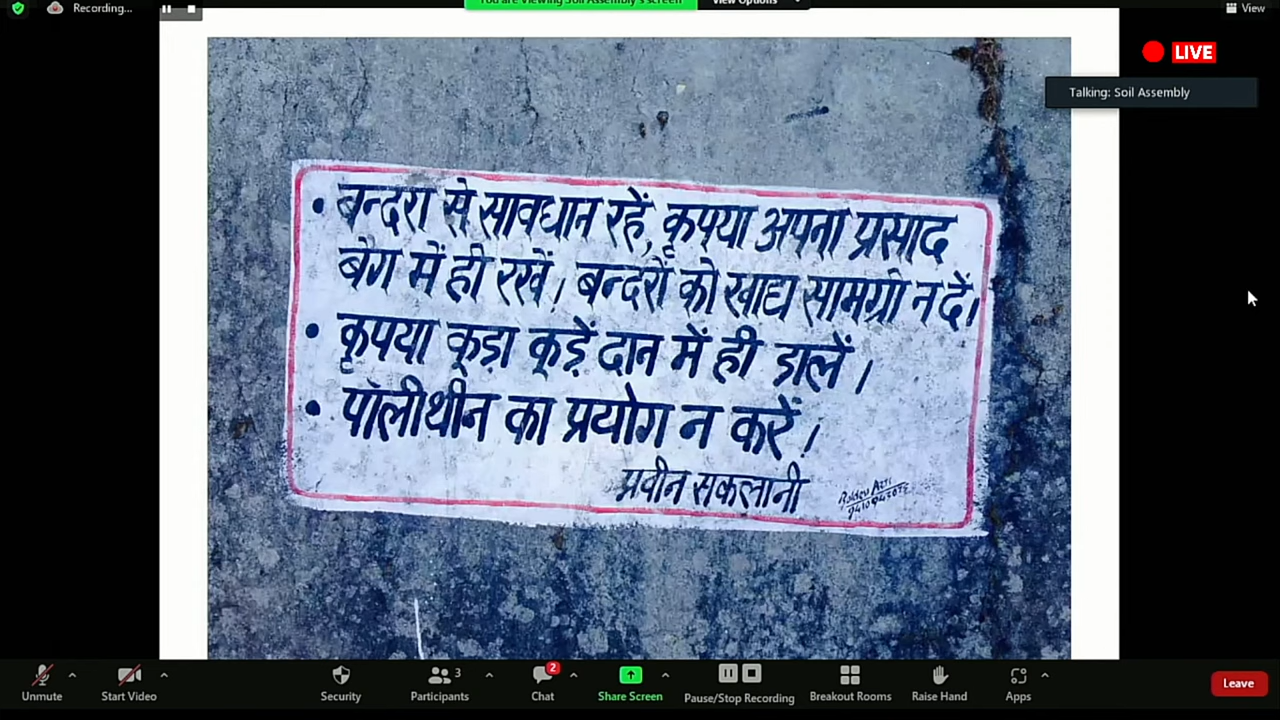 Recording...
You are viewing Soil Assembly's screen
View Options
View
LIVE
Talking: Soil Assembly
• बन्दरो से सावधान रहें, कृपया अपना प्रसाद
बैग में ही रखें। बन्दरों को खाद्य सामग्री न दें।
• कृपया कूड़ा कूड़ें दान में ही डालें।
• पॉलीथीन का प्रयोग न करें।
प्रवीन सकलानी
Unmute
Start Video
Security
3
Participants
2
Chat
Share Screen
Pause/Stop Recording
Breakout Rooms
Raise Hand
Apps
Leave